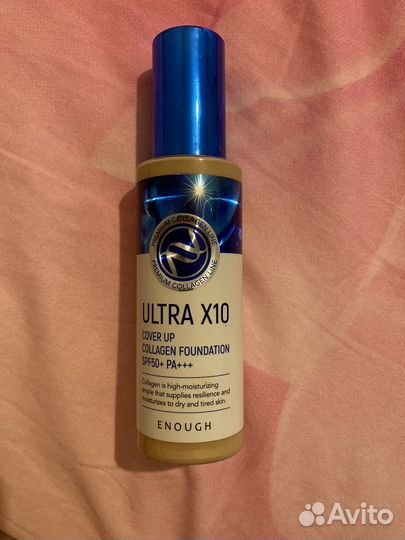 PREMIUM COLLAGEN LINE
PREMIUM COLLAGEN LINE
ULTRA X10
COVER UP
COLLAGEN FOUNDATION
SPF50+ PA+++
Collagen is high-moisturizing
ample that supplies resilience and
moisturizes to dry and tired skin.
ENOUGH
Avito